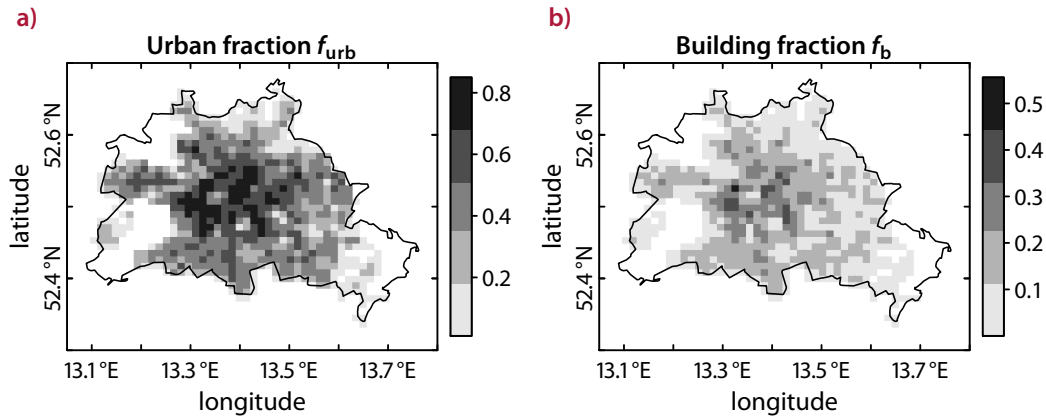 a)
Urban fraction f_urb
52.6 °N
52.4 °N
latitude
13.1 °E 13.3 °E 13.5 °E 13.7 °E
longitude
0.8
0.6
0.4
0.2
b)
Building fraction f_b
52.6 °N
52.4 °N
latitude
13.1 °E 13.3 °E 13.5 °E 13.7 °E
longitude
0.5
0.4
0.3
0.2
0.1